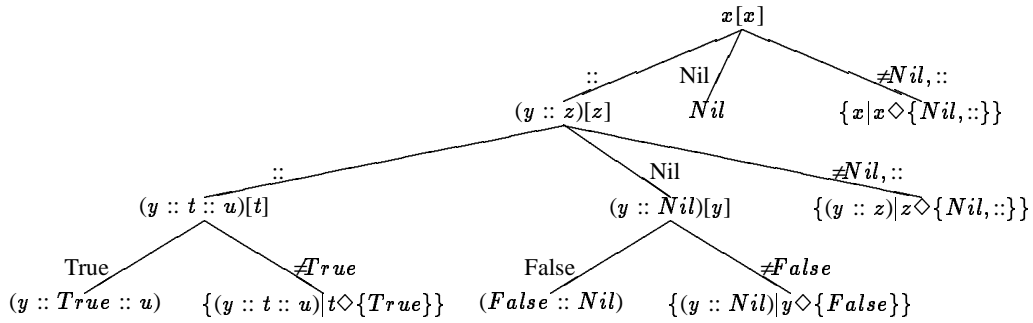 x[x]
:: Nil ≠Nil,::
(y :: z)[z] Nil {x|x◇{Nil,::}}
:: Nil ≠Nil,::
(y :: t :: u)[t] (y :: Nil)[y] {(y :: z)|z◇{Nil,::}}
True ≠True False ≠False
(y :: True :: u) {(y :: t :: u)|t◇{True}} (False :: Nil) {(y :: Nil)|y◇{False}}